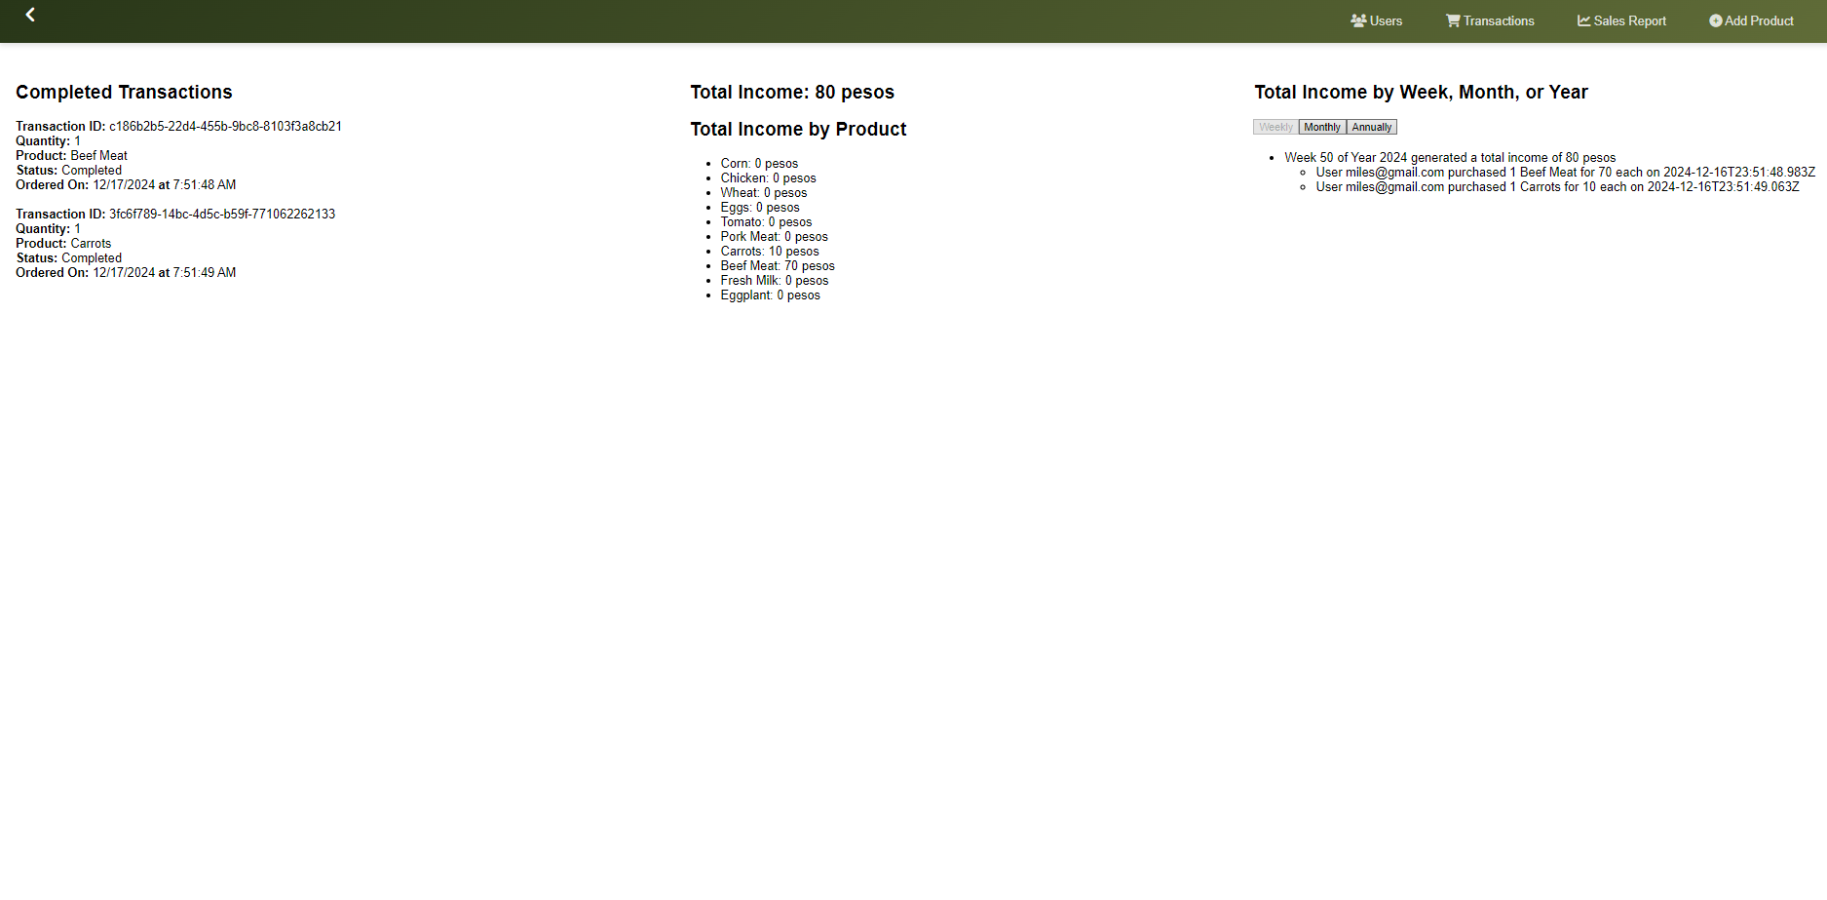 Users
Transactions
Sales Report
Add Product
Completed Transactions
Transaction ID: c186b2b5-22d4-455b-9bc8-8103f3a8cb21
Quantity: 1
Product: Beef Meat
Status: Completed
Ordered On: 12/17/2024 at 7:51:48 AM
Transaction ID: 3fc6f789-14bc-4d5c-b59f-771062262133
Quantity: 1
Product: Carrots
Status: Completed
Ordered On: 12/17/2024 at 7:51:49 AM
Total Income: 80 pesos
Total Income by Product
Corn: 0 pesos
Chicken: 0 pesos
Wheat: 0 pesos
Eggs: 0 pesos
Tomato: 0 pesos
Pork Meat: 0 pesos
Carrots: 10 pesos
Beef Meat: 70 pesos
Fresh Milk: 0 pesos
Eggplant: 0 pesos
Total Income by Week, Month, or Year
Weekly Monthly Annually
Week 50 of Year 2024 generated a total income of 80 pesos
User miles@gmail.com purchased 1 Beef Meat for 70 each on 2024-12-16T23:51:48.983Z
User miles@gmail.com purchased 1 Carrots for 10 each on 2024-12-16T23:51:49.063Z